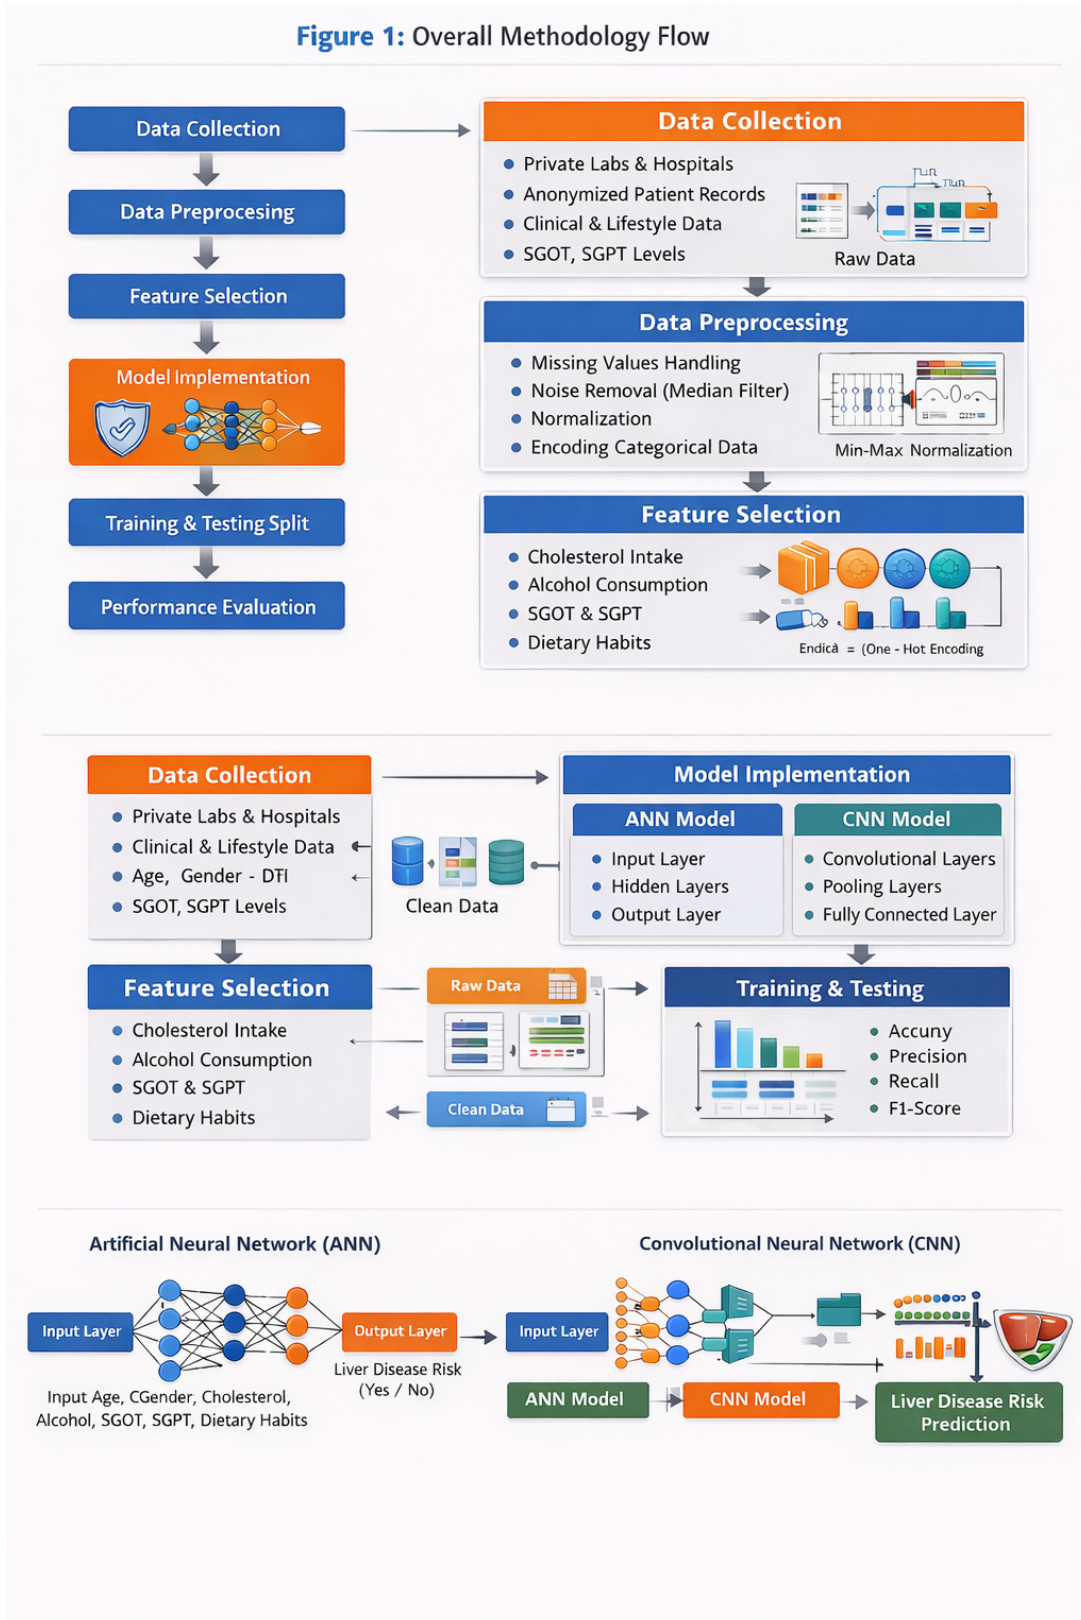 Figure 1: Overall Methodology Flow
Data Collection
Data Preprocesing
Feature Selection
Model Implementation
Training & Testing Split
Performance Evaluation
Data Collection
Private Labs & Hospitals
Anonymized Patient Records
Clinical & Lifestyle Data
SGOT, SGPT Levels
Raw Data
Data Preprocessing
Missing Values Handling
Noise Removal (Median Filter)
Normalization
Encoding Categorical Data
Min-Max Normalization
Feature Selection
Cholesterol Intake
Alcohol Consumption
SGOT & SGPT
Dietary Habits
Endicà = (One - Hot Encoding
Data Collection
Private Labs & Hospitals
Clinical & Lifestyle Data
Age, Gender - DTI
SGOT, SGPT Levels
Clean Data
Model Implementation
ANN Model
Input Layer
Hidden Layers
Output Layer
CNN Model
Convolutional Layers
Pooling Layers
Fully Connected Layer
Feature Selection
Cholesterol Intake
Alcohol Consumption
SGOT & SGPT
Dietary Habits
Raw Data
Clean Data
Training & Testing
Accuny
Precision
Recall
F1-Score
Artificial Neural Network (ANN)
Input Layer
Output Layer
Liver Disease Risk
(Yes / No)
Input Age, CGender, Cholesterol,
Alcohol, SGOT, SGPT, Dietary Habits
Convolutional Neural Network (CNN)
Input Layer
ANN Model
CNN Model
Liver Disease Risk
Prediction